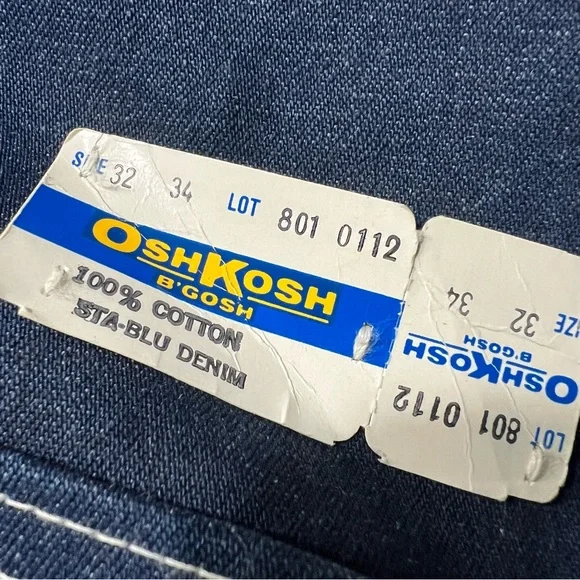 SIZE 32 34 LOT 801 0112
OSHKOSH
B'GOSH
100% COTTON
STA-BLU DENIM
SIZE 32 34
OSHKOSH
B'GOSH
LOT 801 0112